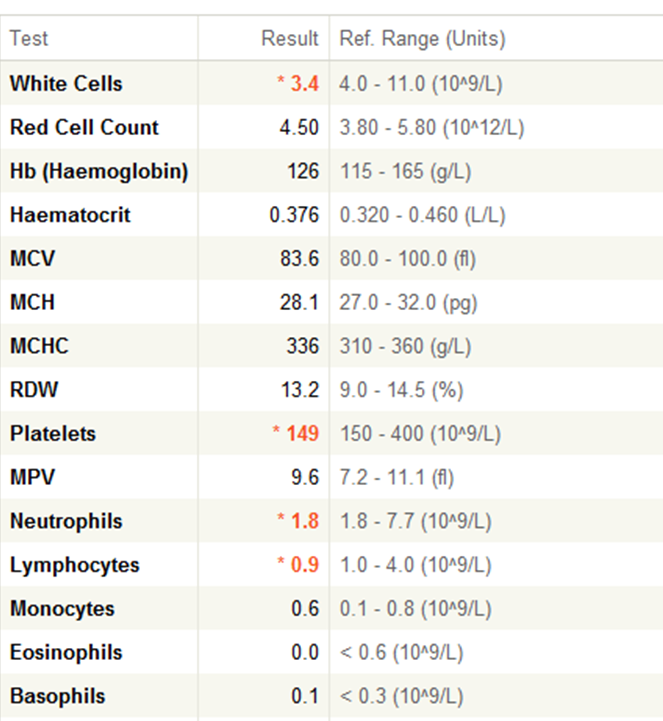 Test Result Ref. Range (Units)
White Cells * 3.4 4.0 - 11.0 (10^9/L)
Red Cell Count 4.50 3.80 - 5.80 (10^12/L)
Hb (Haemoglobin) 126 115 - 165 (g/L)
Haematocrit 0.376 0.320 - 0.460 (L/L)
MCV 83.6 80.0 - 100.0 (fl)
MCH 28.1 27.0 - 32.0 (pg)
MCHC 336 310 - 360 (g/L)
RDW 13.2 9.0 - 14.5 (%)
Platelets * 149 150 - 400 (10^9/L)
MPV 9.6 7.2 - 11.1 (fl)
Neutrophils * 1.8 1.8 - 7.7 (10^9/L)
Lymphocytes * 0.9 1.0 - 4.0 (10^9/L)
Monocytes 0.6 0.1 - 0.8 (10^9/L)
Eosinophils 0.0 < 0.6 (10^9/L)
Basophils 0.1 < 0.3 (10^9/L)